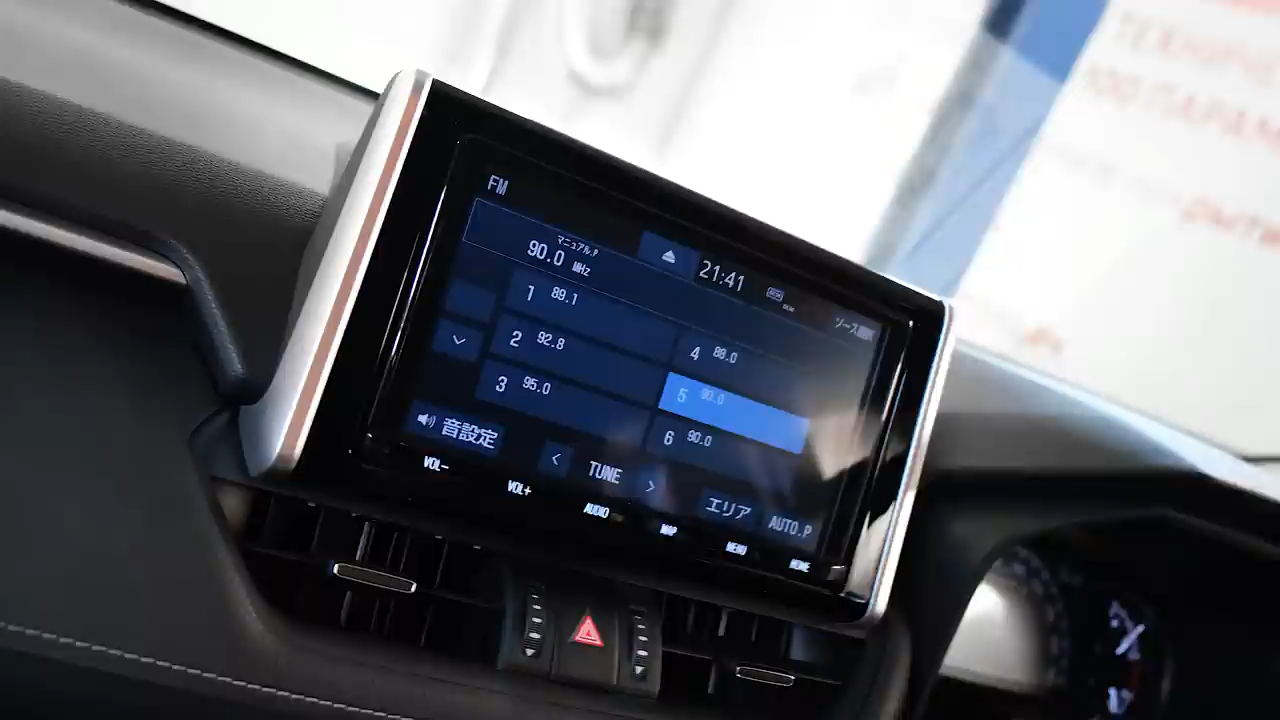 FM
マニュアル.P
90.0 MHz
21:41
ソース
1 89.1
2 92.8
3 95.0
4 88.0
5 90.0
6 90.0
音設定
TUNE
エリア
AUTO.P
VOL-
VOL+
AUDIO
MAP
MENU
HOME